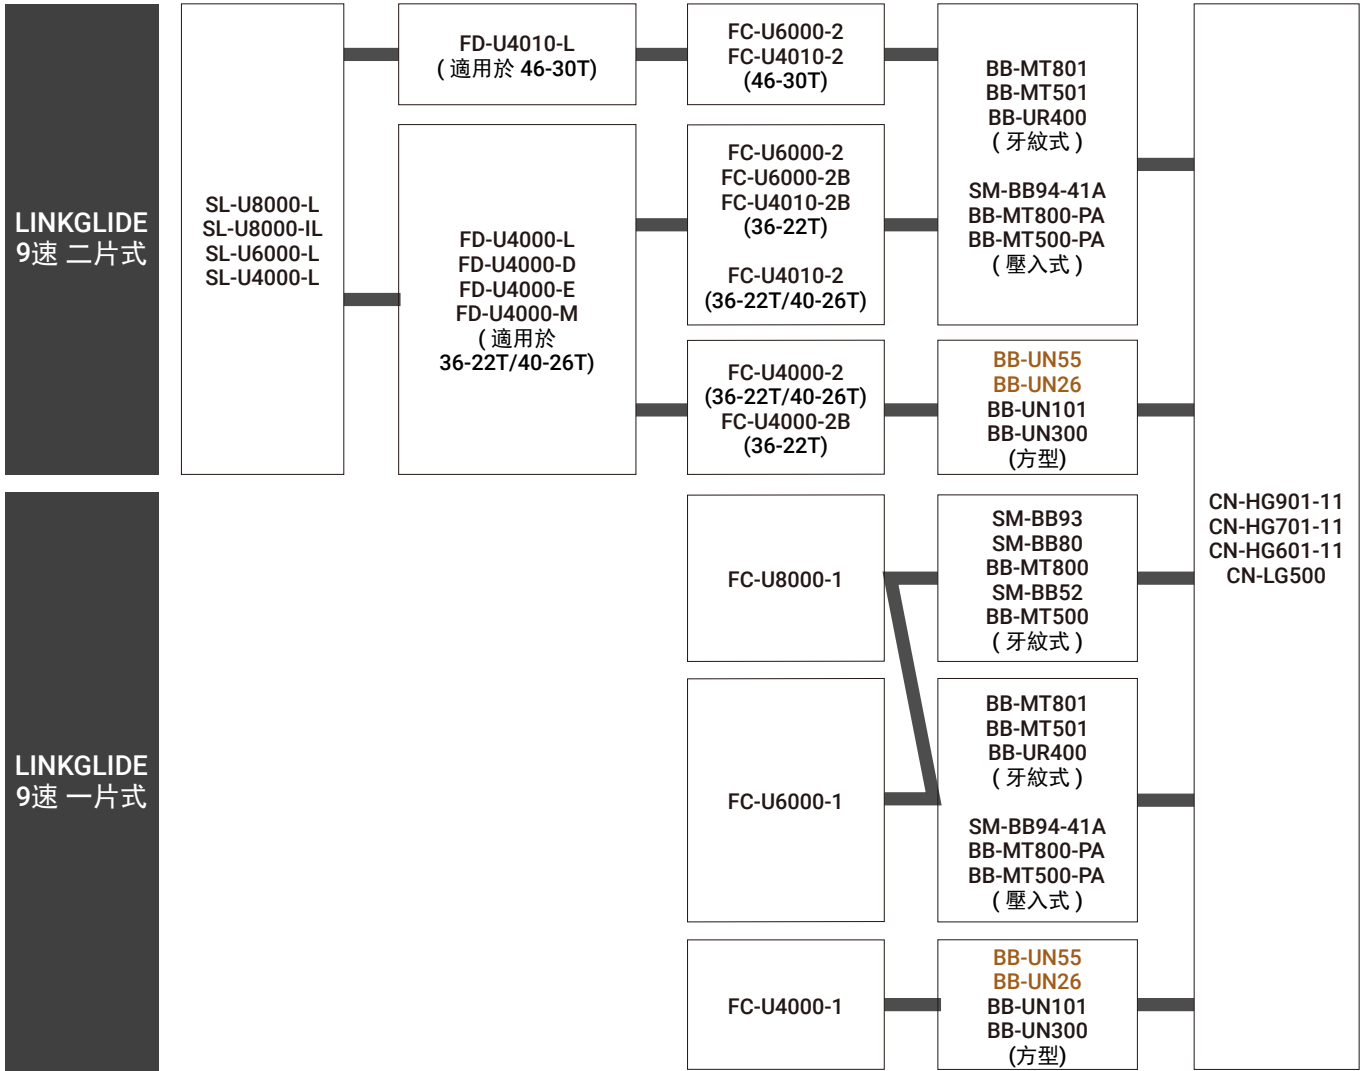 LINKGLIDE
9速 二片式
SL-U8000-L
SL-U8000-IL
SL-U6000-L
SL-U4000-L
FD-U4010-L
( 適用於 46-30T)
FD-U4000-L
FD-U4000-D
FD-U4000-E
FD-U4000-M
( 適用於
36-22T/40-26T)
FC-U6000-2
FC-U4010-2
(46-30T)
FC-U6000-2
FC-U6000-2B
FC-U4010-2B
(36-22T)
FC-U4010-2
(36-22T/40-26T)
FC-U4000-2
(36-22T/40-26T)
FC-U4000-2B
(36-22T)
BB-MT801
BB-MT501
BB-UR400
( 牙紋式 )
SM-BB94-41A
BB-MT800-PA
BB-MT500-PA
( 壓入式 )
BB-UN55
BB-UN26
BB-UN101
BB-UN300
(方型)
LINKGLIDE
9速 一片式
FC-U8000-1
FC-U6000-1
FC-U4000-1
SM-BB93
SM-BB80
BB-MT800
SM-BB52
BB-MT500
( 牙紋式 )
BB-MT801
BB-MT501
BB-UR400
( 牙紋式 )
SM-BB94-41A
BB-MT800-PA
BB-MT500-PA
( 壓入式 )
BB-UN55
BB-UN26
BB-UN101
BB-UN300
(方型)
CN-HG901-11
CN-HG701-11
CN-HG601-11
CN-LG500